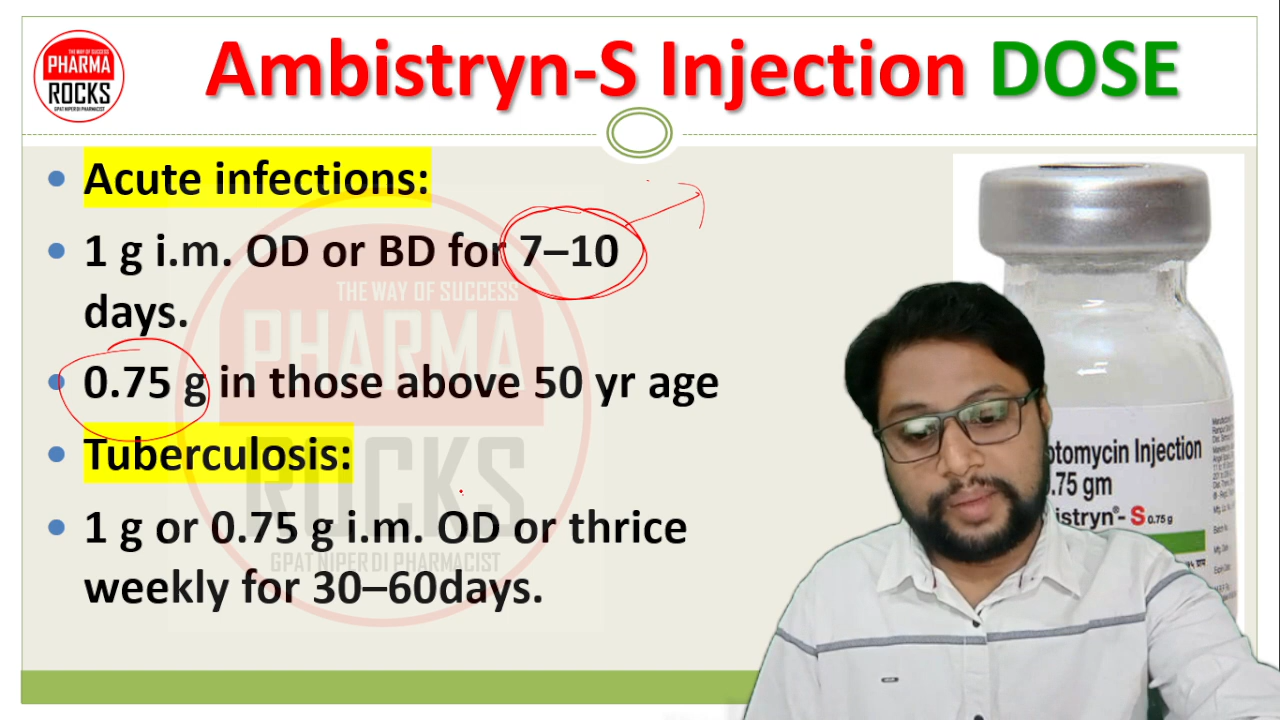 THE WAY OF SUCCESS
PHARMA
ROCKS
GPAT NIPER DI PHARMACIST
Ambistryn-S Injection DOSE
• Acute infections:
• 1 g i.m. OD or BD for 7–10
days.
• 0.75 g in those above 50 yr age
• Tuberculosis:
• 1 g or 0.75 g i.m. OD or thrice
weekly for 30–60days.
THE WAY OF SUCCESS
PHARMA
ROCKS
GPAT NIPER DI PHARMACIST
ptomycin Injection
.75 gm
istryn®- S 0.75 g